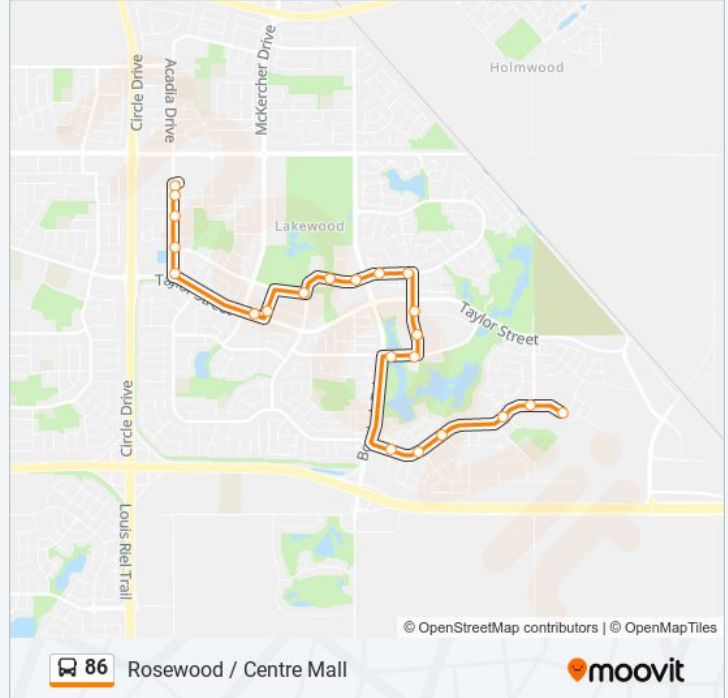 Holmwood
Circle Drive
Acadia Drive
McKercher Drive
Lakewood
Taylor Street
Taylor Street
Circle Drive
Bo
Louis Riel Trail
© OpenStreetMap contributors | © OpenMapTiles
86 Rosewood / Centre Mall
moovit